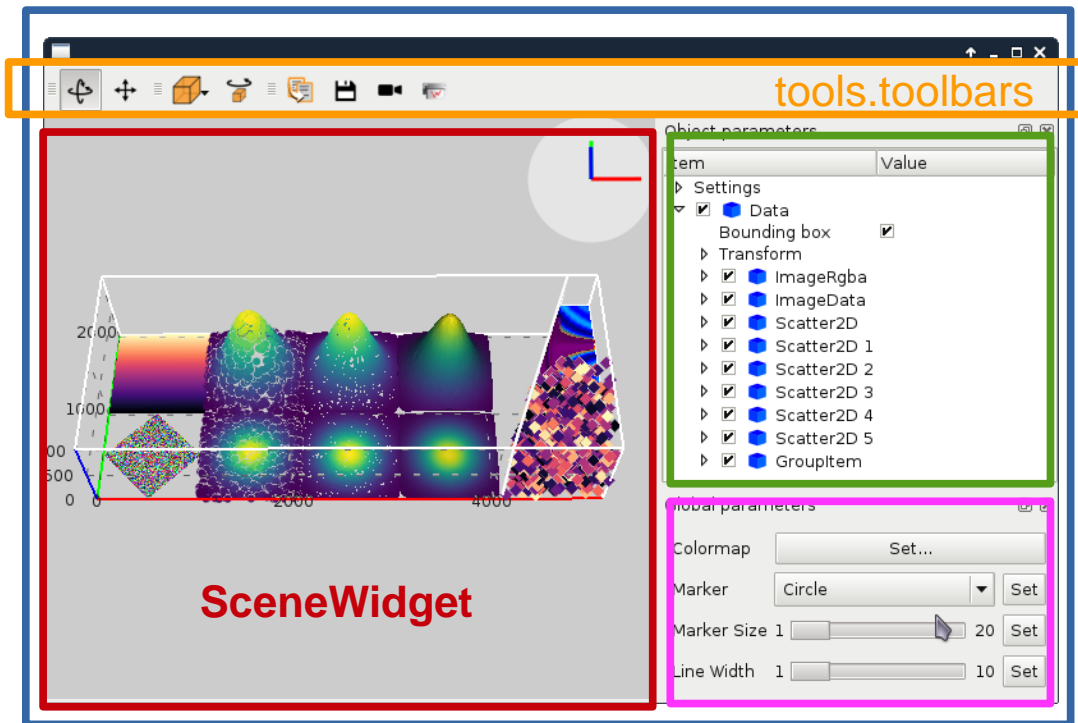 tools.toolbars
Object parameters
Item Value
Settings
Data
Bounding box
Transform
ImageRgba
ImageData
Scatter2D
Scatter2D 1
Scatter2D 2
Scatter2D 3
Scatter2D 4
Scatter2D 5
GroupItem
2000
1000
500
0 0 2000 4000
SceneWidget
Global parameters
Colormap Set...
Marker Circle Set
Marker Size 1 20 Set
Line Width 1 10 Set